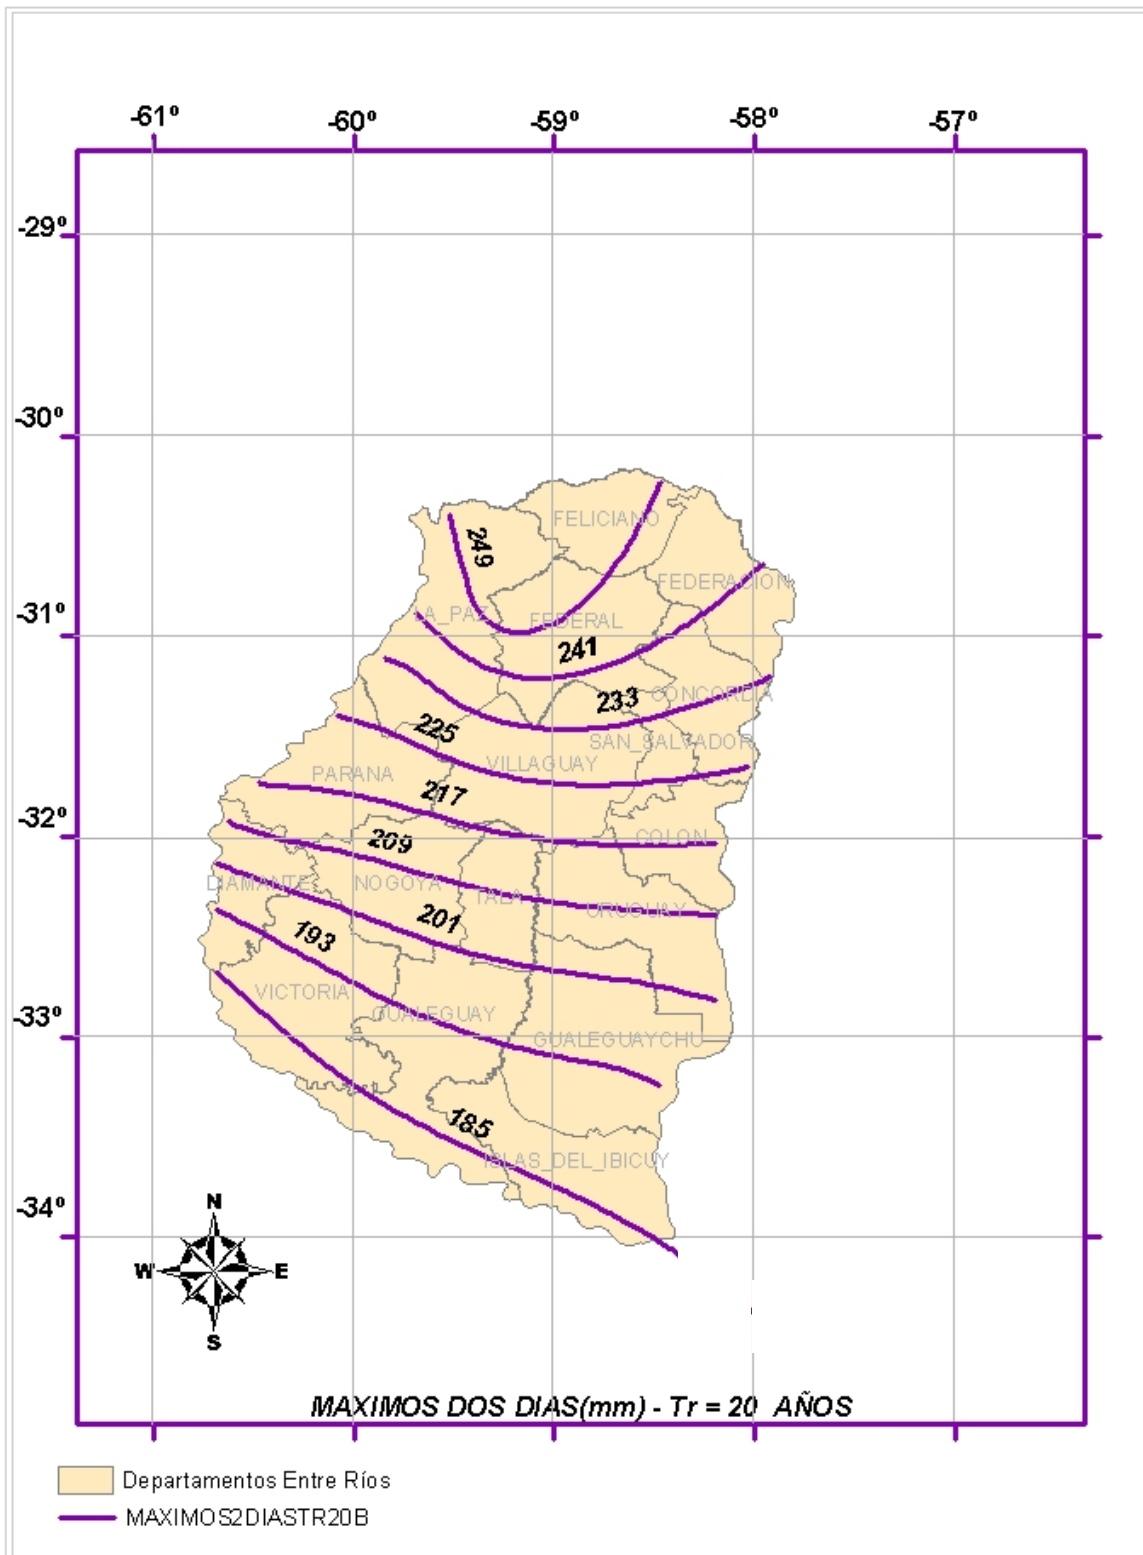 -61º -60º -59º -58º -57º
-29º
-30º
FELICIANO
249
FEDERACION
LA_PAZ
FEDERAL
-31º
241
CONCORDIA
233
225
SAN_SALVADOR
VILLAGUAY
PARANA
217
-32º
COLON
209
DIAMANTE
NOGOYA
TALA
URUGUAY
201
193
VICTORIA
GUALEGUAY
-33º
GUALEGUAYCHU
185
ISLAS_DEL_IBICUY
-34º
N
W E
S
MAXIMOS DOS DIAS(mm) - Tr = 20 AÑOS
Departamentos Entre Ríos
MAXIMOS2DIASTR20B